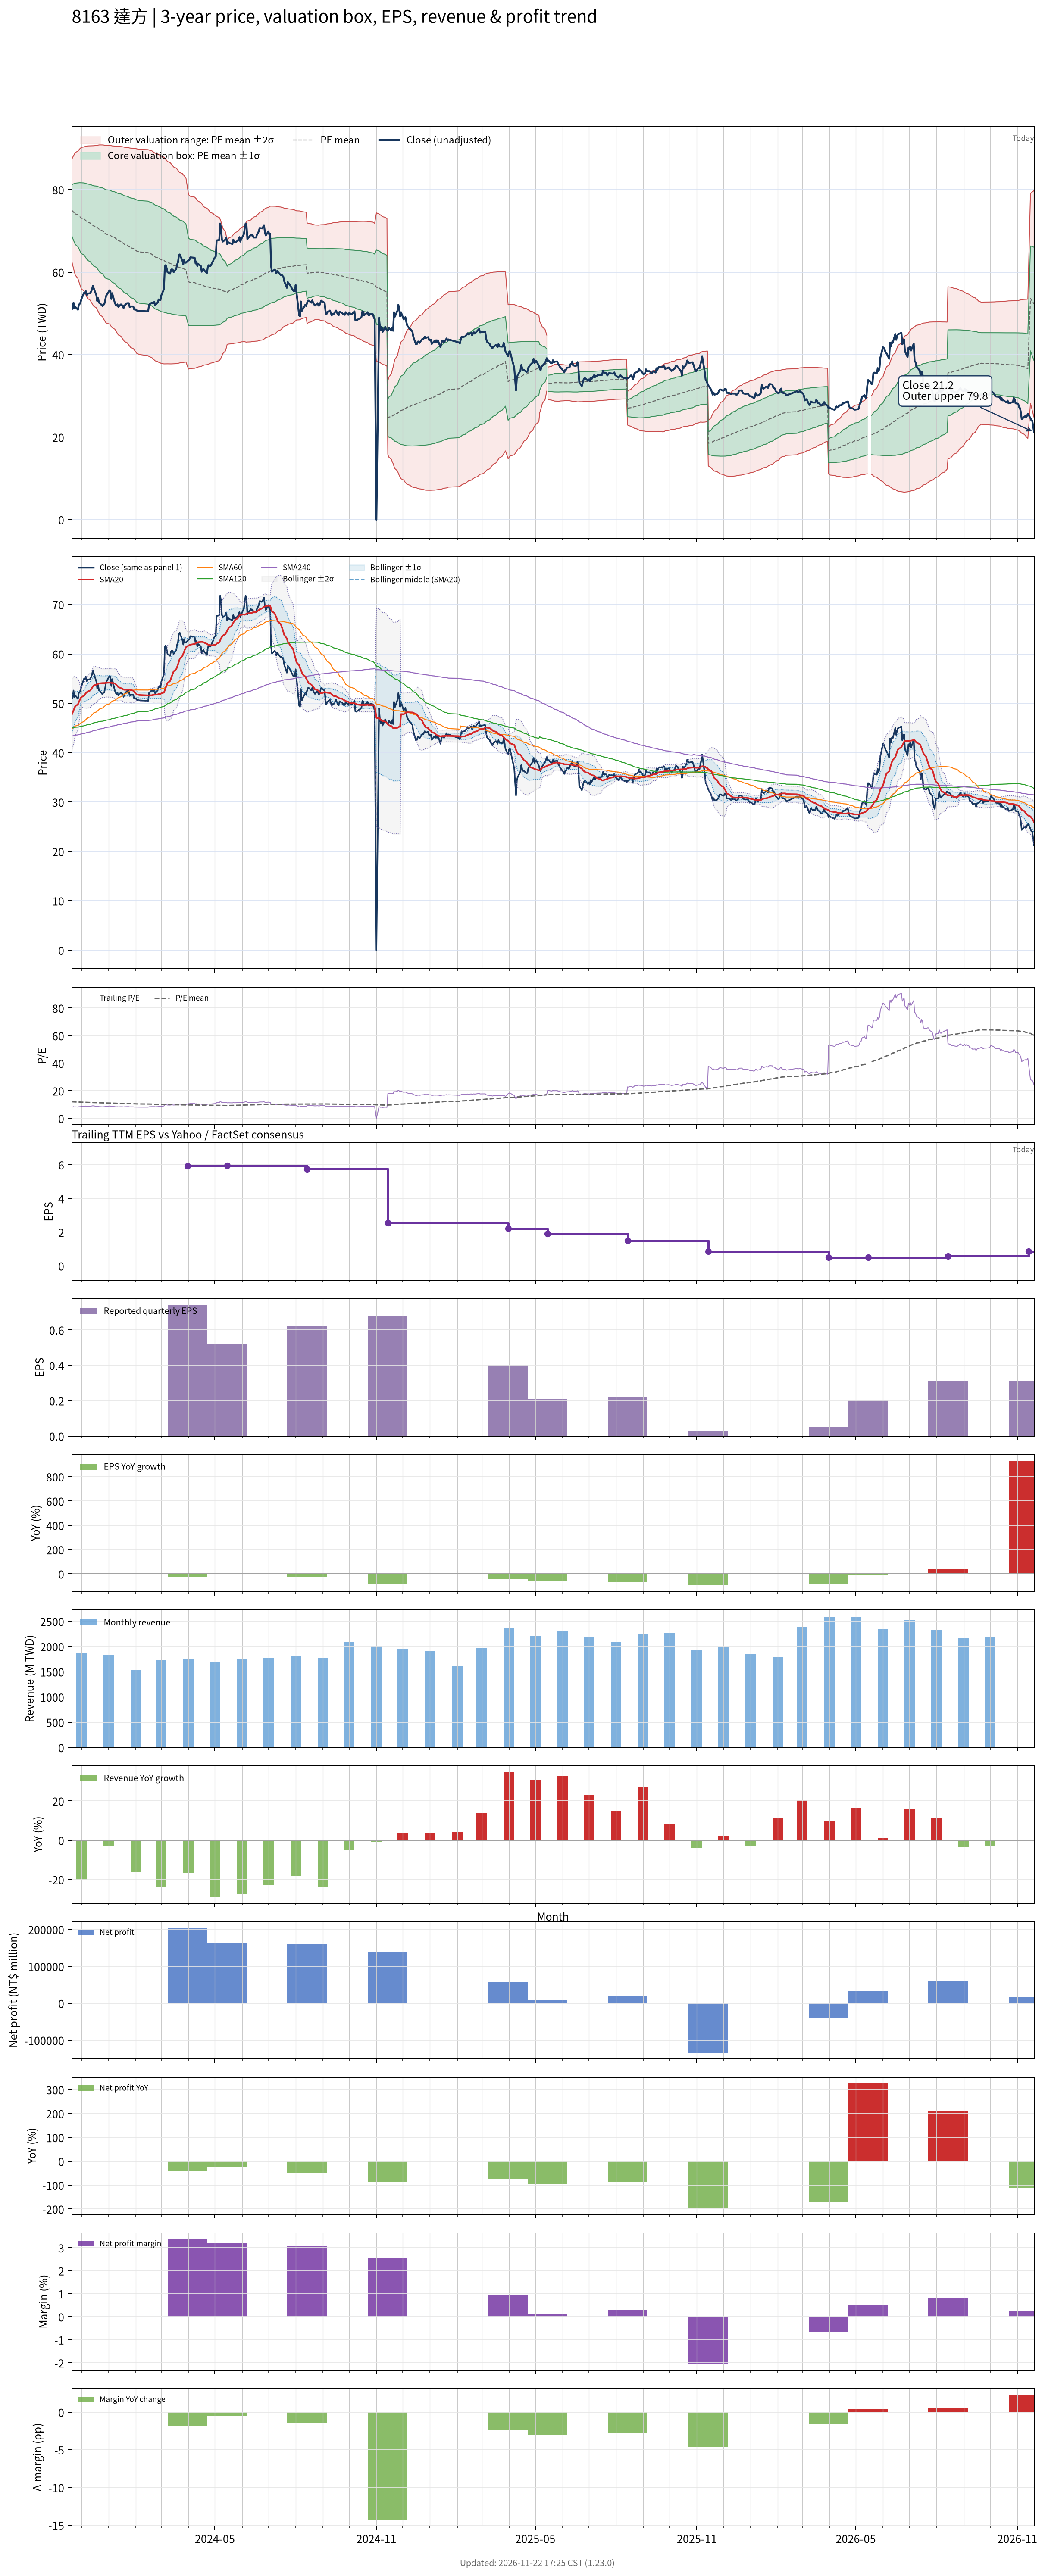 8163 達方 | 3-year price, valuation box, EPS, revenue & profit trend
Outer valuation range: PE mean ±2σ
PE mean
Close (unadjusted)
Core valuation box: PE mean ±1σ
Today
80
60
40
20
0
Price (TWD)
Close 21.2
Outer upper 79.8
Close (same as panel 1)
SMA20
SMA60
SMA120
SMA240
Bollinger ±2σ
Bollinger ±1σ
Bollinger middle (SMA20)
70
60
50
40
30
20
10
0
Price
Trailing P/E
P/E mean
80
60
40
20
0
P/E
Trailing TTM EPS vs Yahoo / FactSet consensus
Today
6
4
2
0
EPS
Reported quarterly EPS
0.6
0.4
0.2
0.0
EPS
EPS YoY growth
800
600
400
200
0
YoY (%)
Monthly revenue
2500
2000
1500
1000
500
0
Revenue (M TWD)
Revenue YoY growth
20
0
-20
YoY (%)
Month
Net profit
200000
100000
0
-100000
Net profit (NT$ million)
Net profit YoY
300
200
100
0
-100
-200
YoY (%)
Net profit margin
3
2
1
0
-1
-2
Margin (%)
Margin YoY change
0
-5
-10
-15
Δ margin (pp)
2024-05
2024-11
2025-05
2025-11
2026-05
2026-11
Updated: 2026-11-22 17:25 CST (1.23.0)